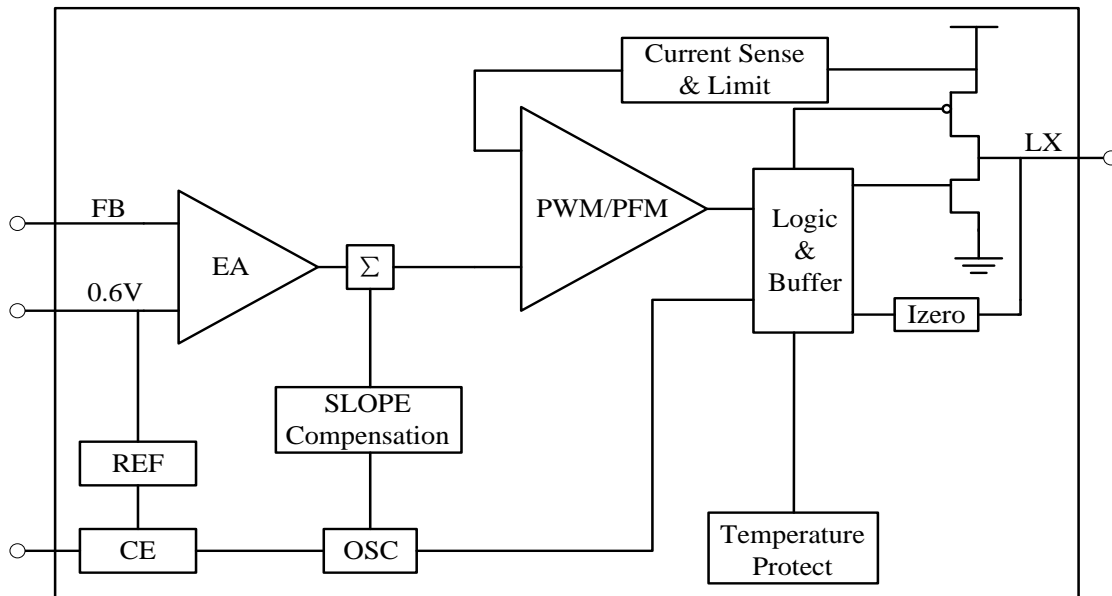 Current Sense
& Limit
LX
FB
PWM/PFM
EA
Σ
Logic
&
Buffer
0.6V
Izero
SLOPE
Compensation
REF
CE
OSC
Temperature
Protect